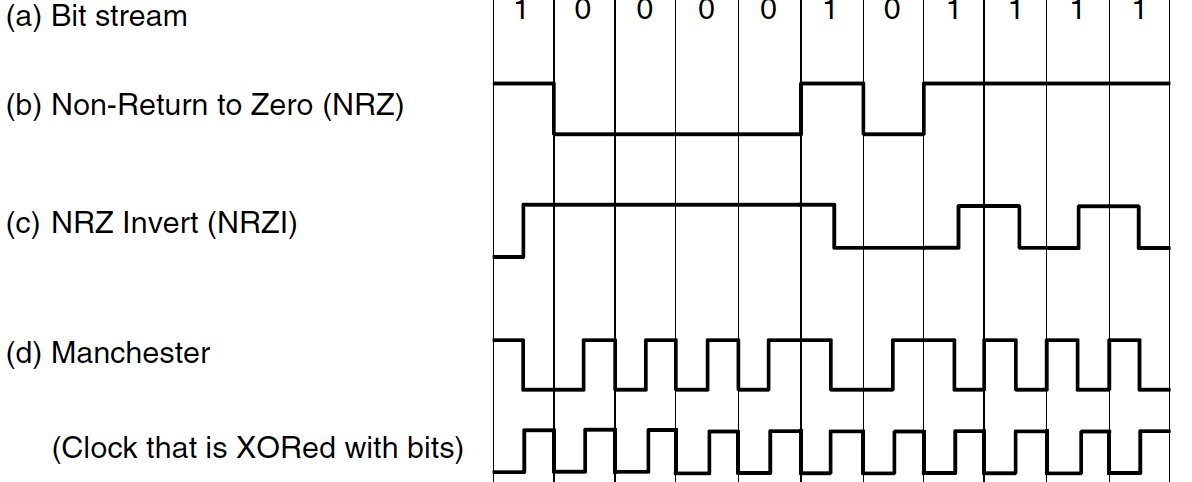 (a) Bit stream 1 0 0 0 0 1 0 1 1 1 1
(b) Non-Return to Zero (NRZ)
(c) NRZ Invert (NRZI)
(d) Manchester
(Clock that is XORed with bits)